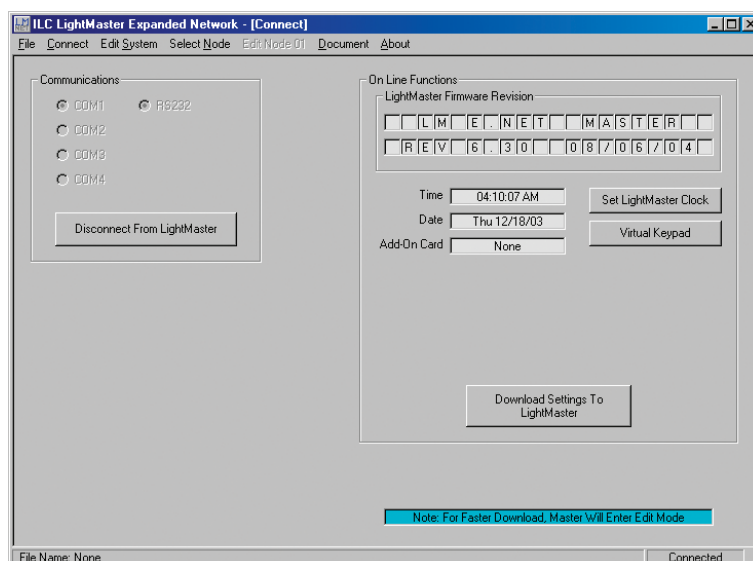 ILC LightMaster Expanded Network - [Connect]
File Connect Edit System Select Node Edit Node 01 Document About
Communications
COM1 RS232
COM2
COM3
COM4
Disconnect From LightMaster
On Line Functions
LightMaster Firmware Revision
LM E.NET MASTER
REV 6.30 08/06/04
Time 04:10:07 AM
Set LightMaster Clock
Date Thu 12/18/03
Virtual Keypad
Add-On Card None
Download Settings To
LightMaster
Note: For Faster Download, Master Will Enter Edit Mode
File Name: None Connected